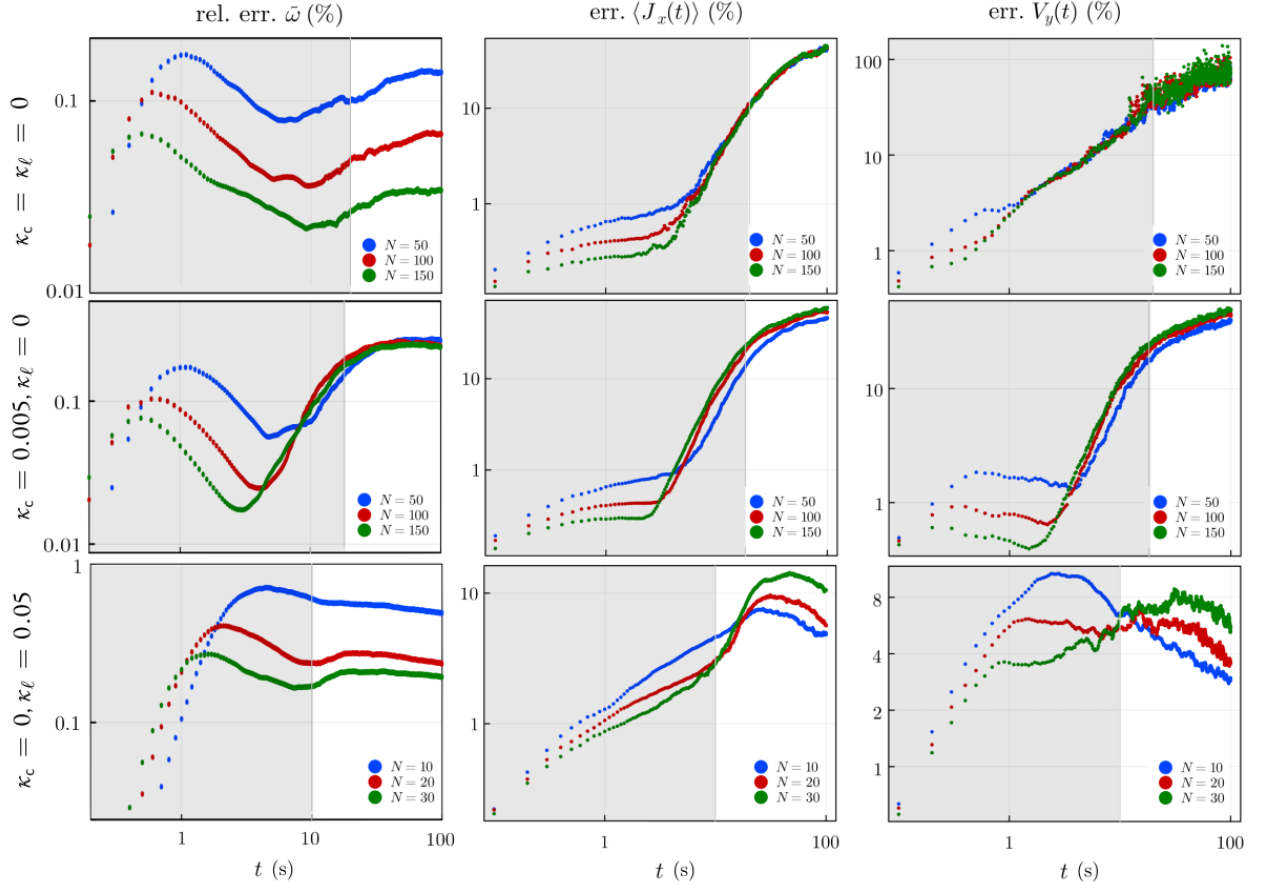 rel. err. ω̃ (%)
err. ⟨J_x(t)⟩ (%)
err. V_y(t) (%)
κ_c = κ_ℓ = 0
0.1
0.01
N = 50
N = 100
N = 150
10
1
N = 50
N = 100
N = 150
100
10
1
N = 50
N = 100
N = 150
κ_c = 0.005, κ_ℓ = 0
0.1
0.01
N = 50
N = 100
N = 150
10
1
N = 50
N = 100
N = 150
10
1
N = 50
N = 100
N = 150
κ_c = 0, κ_ℓ = 0.05
1
0.1
N = 10
N = 20
N = 30
10
1
N = 10
N = 20
N = 30
8
4
2
1
N = 10
N = 20
N = 30
1 10 100
1 100
1 100
t (s)
t (s)
t (s)